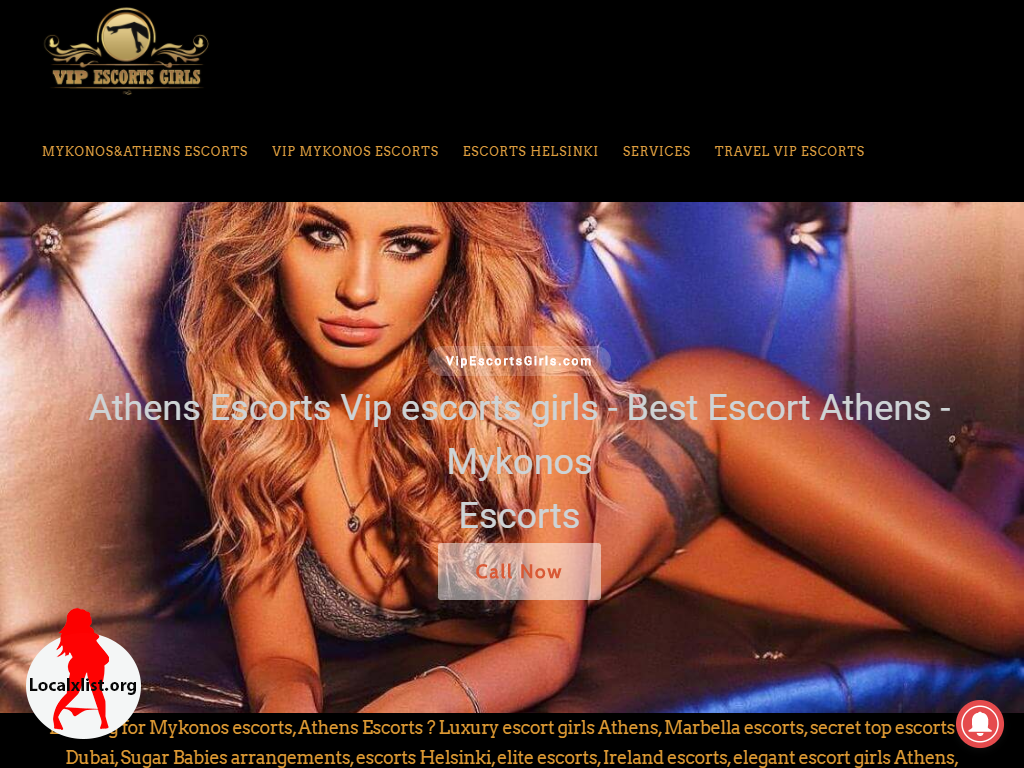 VIP ESCORTS GIRLS
MYKONOS&ATHENS ESCORTS VIP MYKONOS ESCORTS ESCORTS HELSINKI SERVICES TRAVEL VIP ESCORTS
VipEscortsGirls.com
Athens Escorts Vip escorts girls - Best Escort Athens -
Mykonos
Escorts
Call Now
Localxlist.org
for Mykonos escorts, Athens Escorts ? Luxury escort girls Athens, Marbella escorts, secret top escorts
Dubai, Sugar Babies arrangements, escorts Helsinki, elite escorts, Ireland escorts, elegant escort girls Athens,